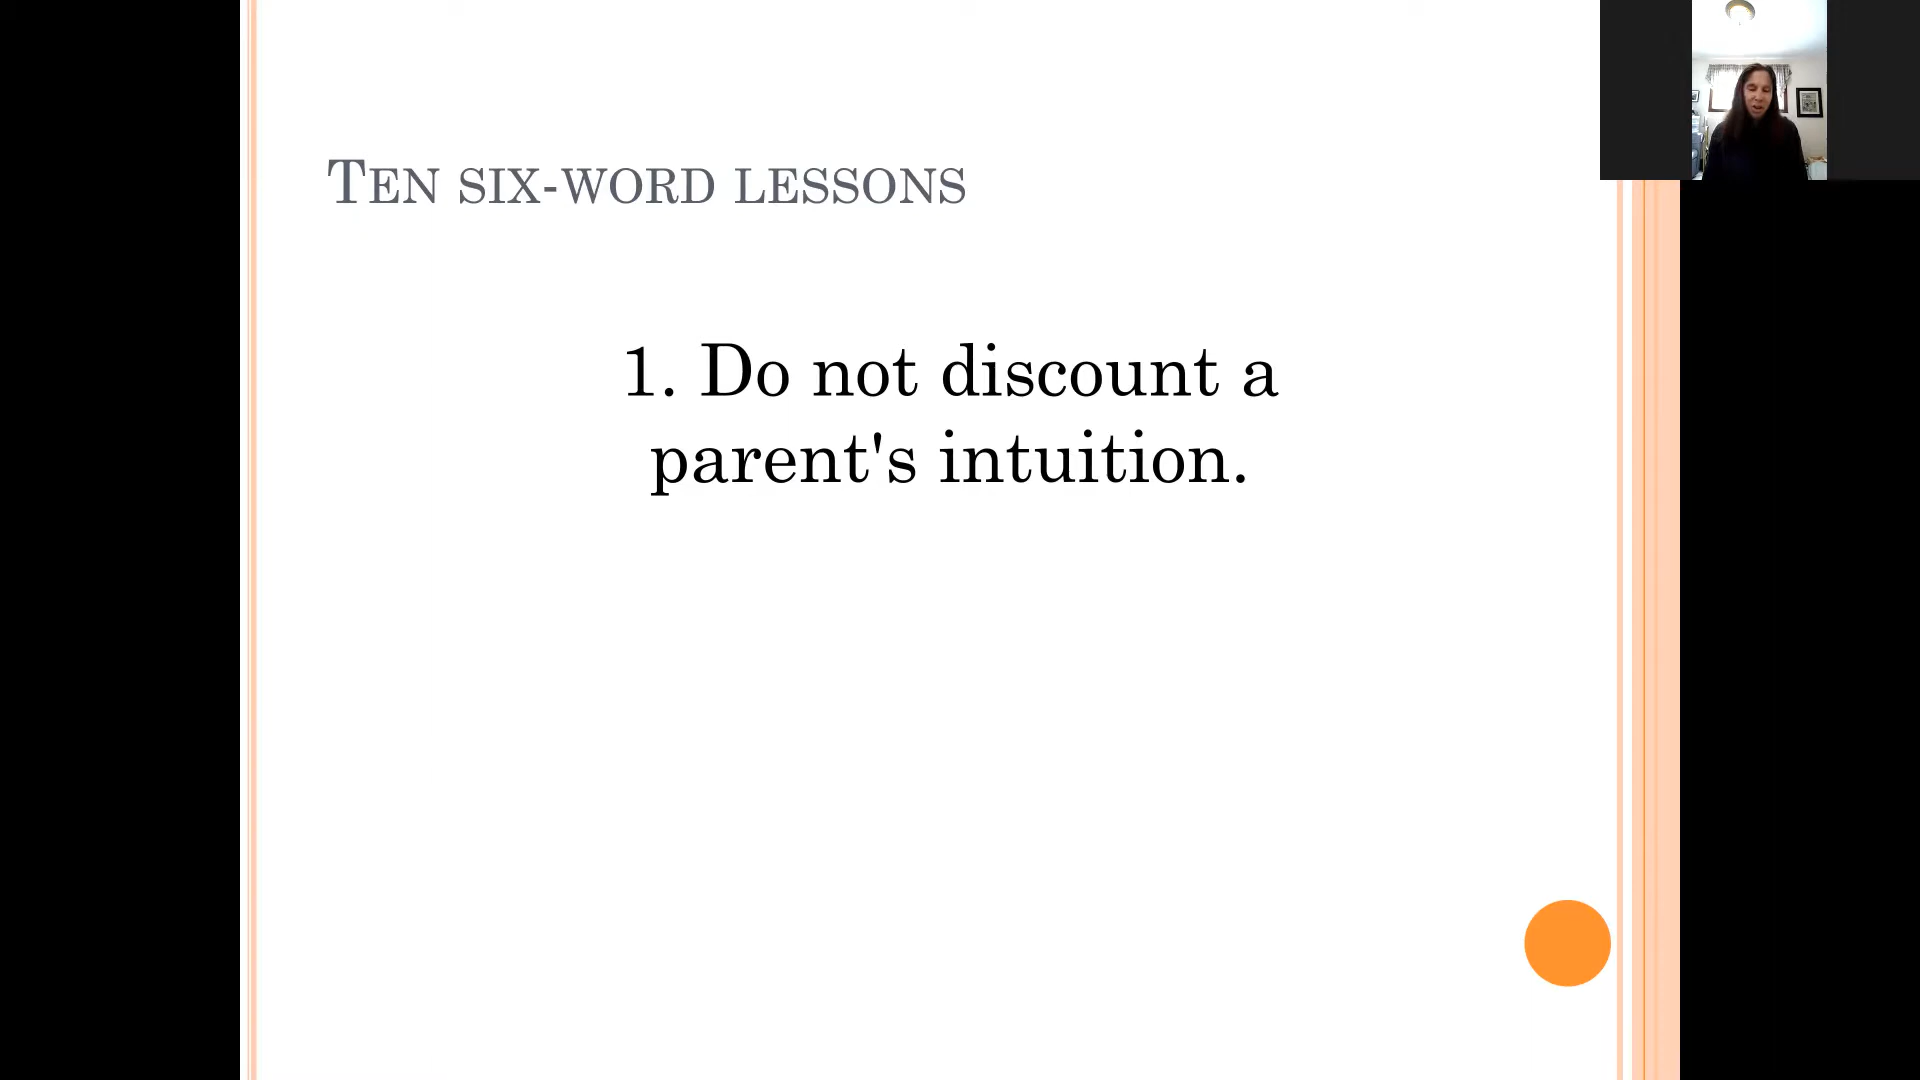 Ten six-word lessons
1. Do not discount a
parent's intuition.